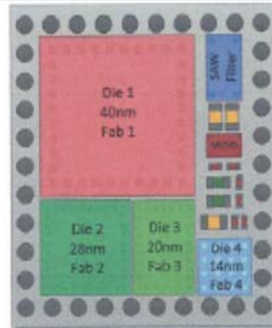 Die 1
40nm
Fab 1
SAW
Filter
MEMS
Die 2
28nm
Fab 2
Die 3
20nm
Fab 3
Die 4
14nm
Fab 4